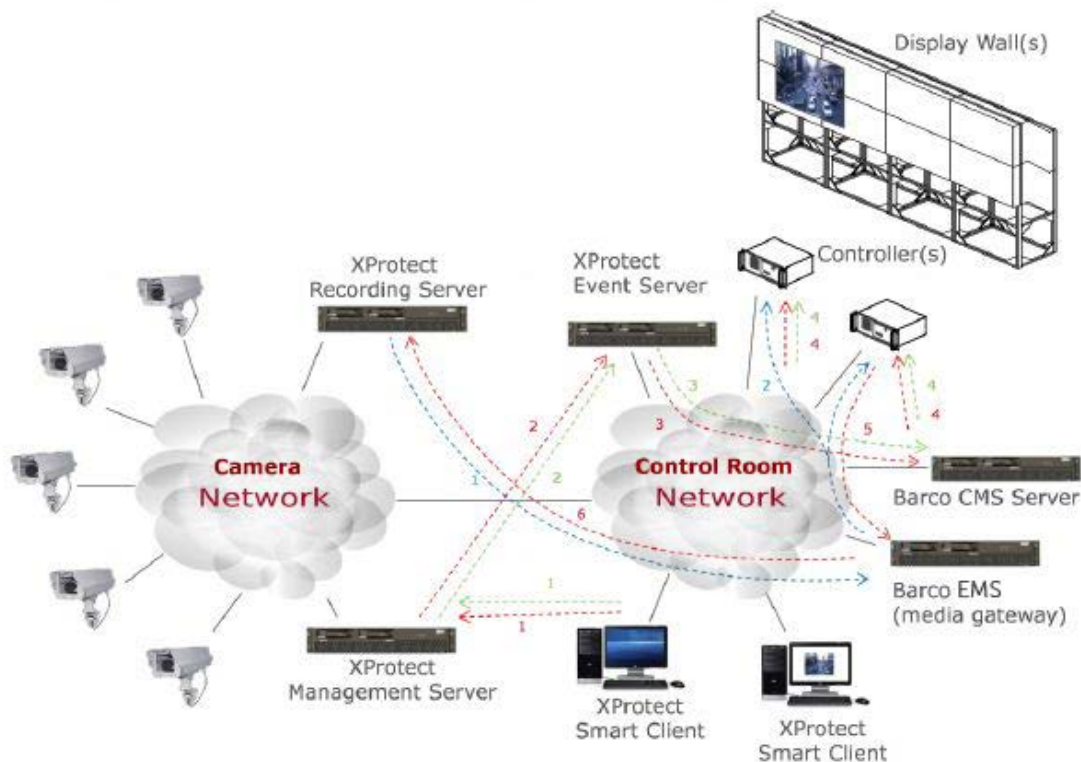 Display Wall(s)
Controller(s)
XProtect
Recording Server
XProtect
Event Server
4
4
2
4
4
3
3
5
2
2
1
6
Camera
Network
Control Room
Network
Barco CMS Server
Barco EMS
(media gateway)
1
1
XProtect
Management Server
XProtect
Smart Client
XProtect
Smart Client